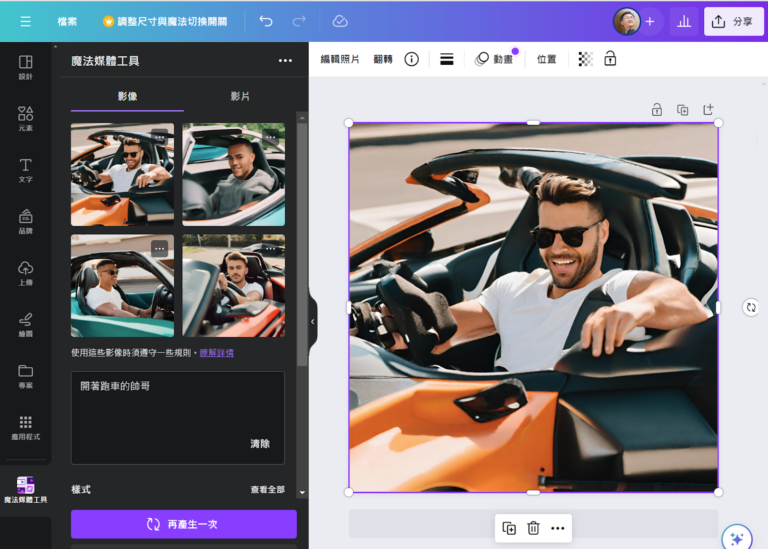 檔案
調整尺寸與魔法切換開關
分享
設計
元素
文字
品牌
上傳
繪圖
專案
應用程式
魔法媒體工具
魔法媒體工具
影像
影片
使用這些影像時須遵守一些規則。瞭解詳情
開著跑車的帥哥
清除
樣式
查看全部
再產生一次
編輯照片
翻轉
動畫
位置